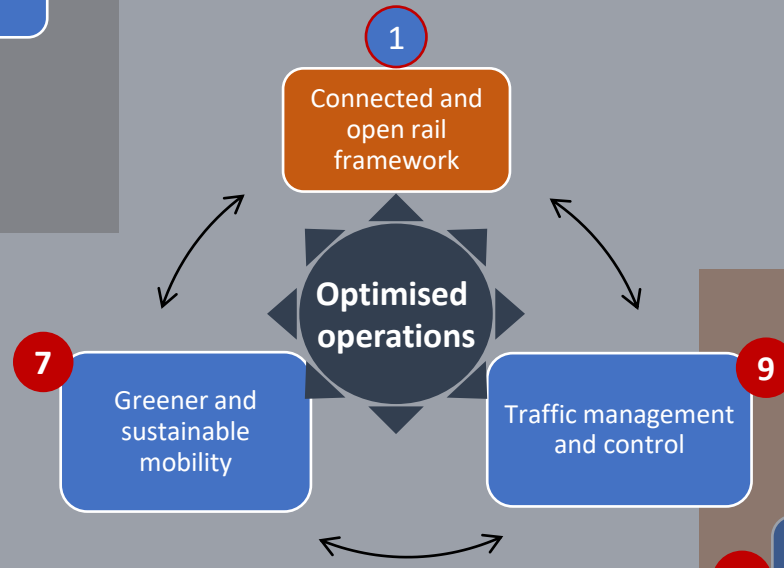 1
Connected and
open rail
framework
Optimised
operations
7
Greener and
sustainable
mobility
9
Traffic management
and control